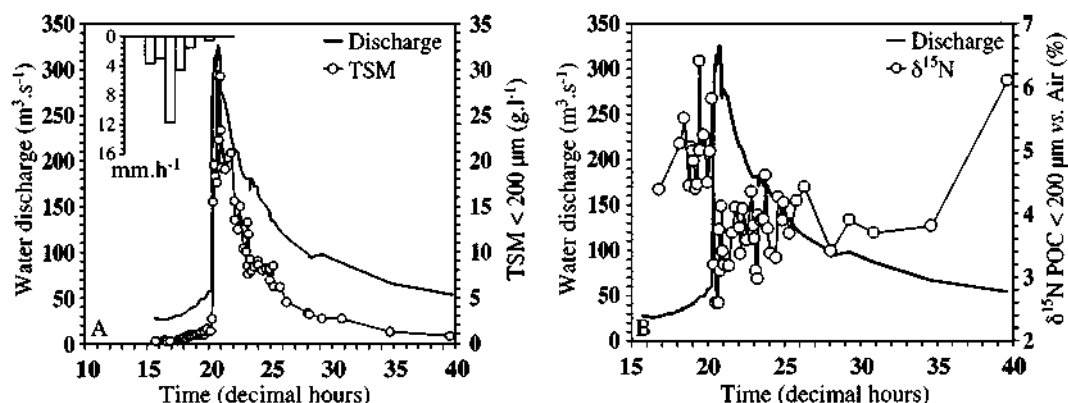 350
300
250
200
150
100
50
0
Water discharge (m³.s⁻¹)
0
4
8
12
16
mm.h⁻¹
Discharge
TSM
A
35
30
25
20
15
10
5
0
TSM < 200 µm (g.l⁻¹)
10 15 20 25 30 35 40
Time (decimal hours)
350
300
250
200
150
100
50
0
Water discharge (m³.s⁻¹)
Discharge
δ¹⁵N
B
7
6
5
4
3
2
δ¹⁵N POC < 200 µm vs. Air (%)
15 20 25 30 35 40
Time (decimal hours)